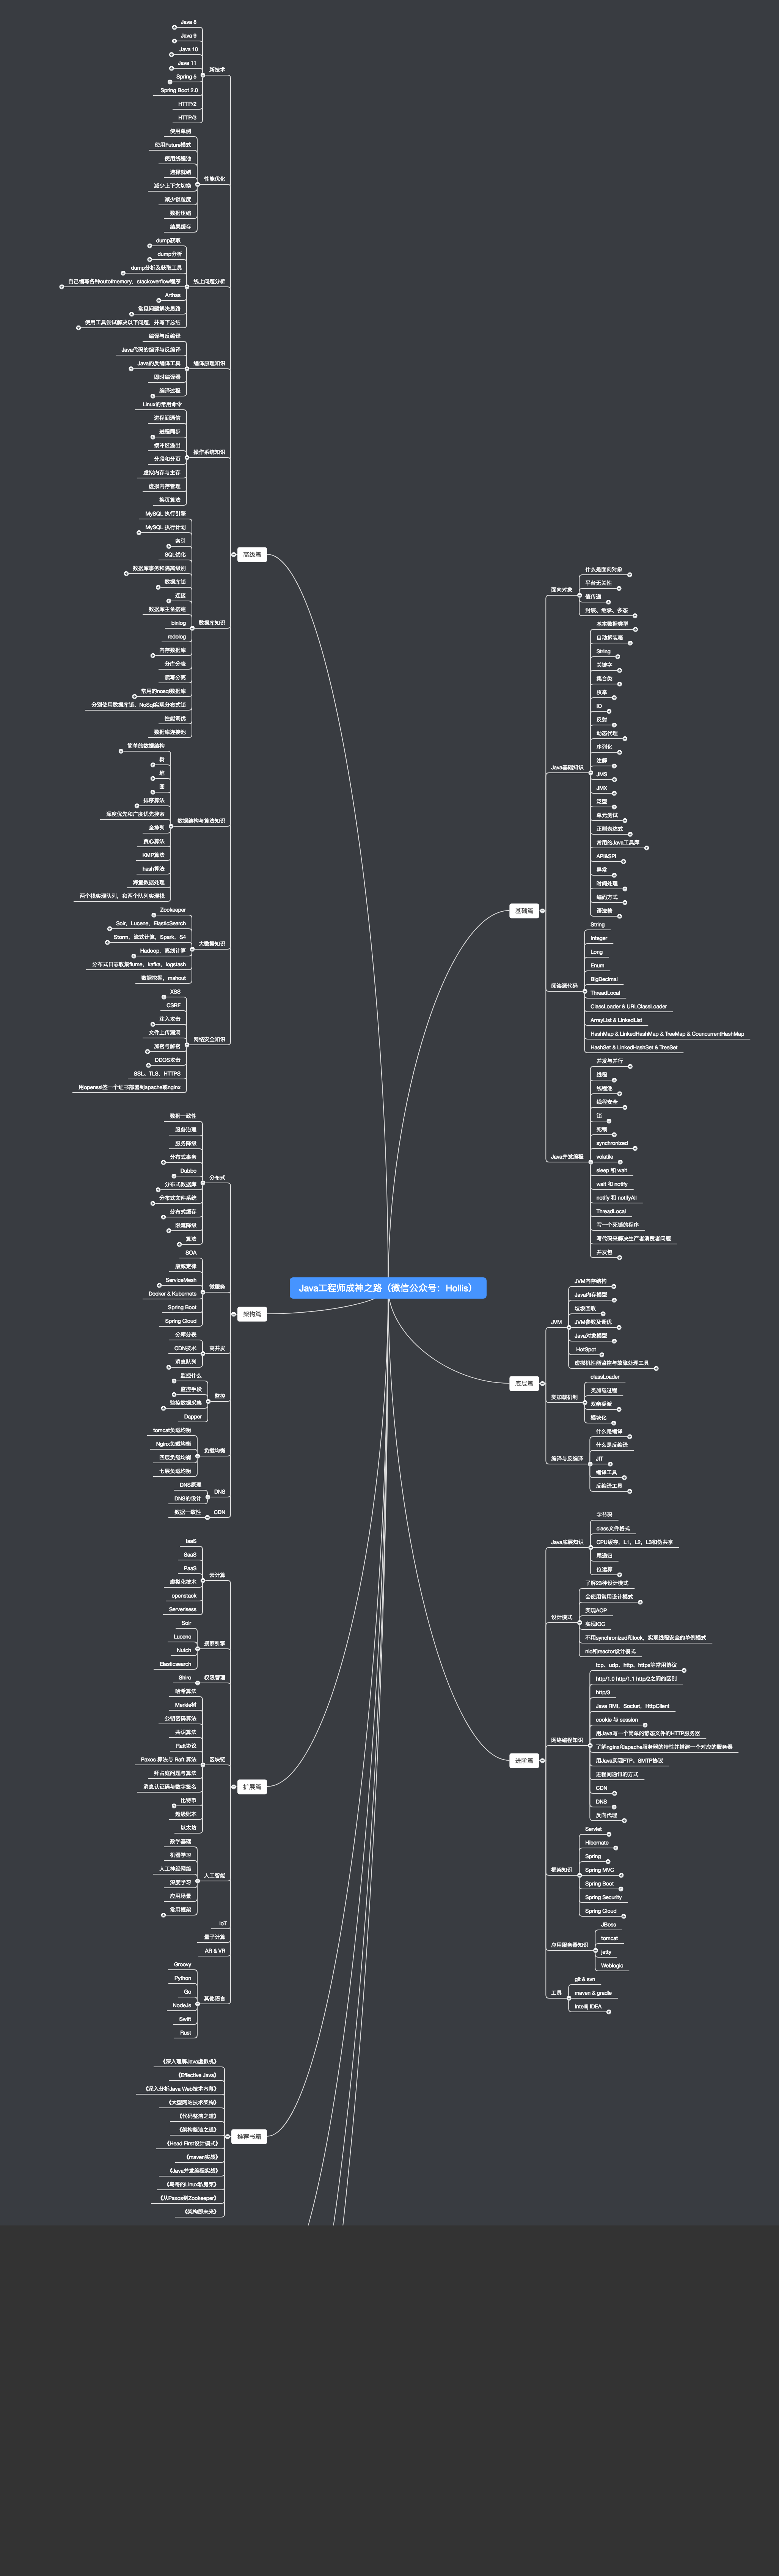 Java工程师成神之路（微信公众号：Hollis）
基础篇
面向对象
什么是面向对象
平台无关性
值传递
封装、继承、多态
Java基础知识
基本数据类型
自动拆装箱
String
关键字
集合类
枚举
IO
反射
动态代理
序列化
注解
JMS
JMX
泛型
单元测试
正则表达式
常用的Java工具库
API&SPI
异常
时间处理
编码方式
语法糖
阅读源代码
String
Integer
Long
Enum
BigDecimal
ThreadLocal
ClassLoader & URLClassLoader
ArrayList & LinkedList
HashMap & LinkedHashMap & TreeMap & CouncurrentHashMap
HashSet & LinkedHashSet & TreeSet
Java并发编程
并发与并行
线程
线程池
线程安全
锁
死锁
synchronized
volatile
sleep 和 wait
wait 和 notify
notify 和 notifyAll
ThreadLocal
写一个死锁的程序
写代码来解决生产者消费者问题
并发包
底层篇
JVM
JVM内存结构
Java内存模型
垃圾回收
JVM参数及调优
Java对象模型
HotSpot
虚拟机性能监控与故障处理工具
类加载机制
classLoader
类加载过程
双亲委派
模块化
编译与反编译
什么是编译
什么是反编译
JIT
编译工具
反编译工具
进阶篇
Java底层知识
字节码
class文件格式
CPU缓存，L1，L2，L3和伪共享
尾递归
位运算
设计模式
了解23种设计模式
会使用常用设计模式
实现AOP
实现IOC
不用synchronized和lock，实现线程安全的单例模式
nio和reactor设计模式
网络编程知识
tcp、udp、http、https等常用协议
http/1.0 http/1.1 http/2之间的区别
http/3
Java RMI，Socket，HttpClient
cookie 与 session
用Java写一个简单的静态文件的HTTP服务器
了解nginx和apache服务器的特性并搭建一个对应的服务器
用Java实现FTP、SMTP协议
进程间通讯的方式
CDN
DNS
反向代理
框架知识
Servlet
Hibernate
Spring
Spring MVC
Spring Boot
Spring Security
Spring Cloud
应用服务器知识
JBoss
tomcat
jetty
Weblogic
工具
git & svn
maven & gradle
Intellij IDEA
高级篇
新技术
Java 8
Java 9
Java 10
Java 11
Spring 5
Spring Boot 2.0
HTTP/2
HTTP/3
性能优化
使用单例
使用Future模式
使用线程池
选择就绪
减少上下文切换
减少锁粒度
数据压缩
结果缓存
线上问题分析
dump获取
dump分析
dump分析及获取工具
自己编写各种outofmemory，stackoverflow程序
Arthas
常见问题解决思路
使用工具尝试解决以下问题，并写下总结
编译原理知识
编译与反编译
Java代码的编译与反编译
Java的反编译工具
即时编译器
编译过程
操作系统知识
Linux的常用命令
进程间通信
进程同步
缓冲区溢出
分段和分页
虚拟内存与主存
虚拟内存管理
换页算法
数据库知识
MySQL 执行引擎
MySQL 执行计划
索引
SQL优化
数据库事务和隔离级别
数据库锁
连接
数据库主备搭建
binlog
redolog
内存数据库
分库分表
读写分离
常用的nosql数据库
分别使用数据库锁、NoSql实现分布式锁
性能调优
数据库连接池
数据结构与算法知识
简单的数据结构
树
堆
图
排序算法
深度优先和广度优先搜索
全排列
贪心算法
KMP算法
hash算法
海量数据处理
两个栈实现队列，和两个队列实现栈
大数据知识
Zookeeper
Solr，Lucene，ElasticSearch
Storm，流式计算，Spark，S4
Hadoop，离线计算
分布式日志收集flume，kafka，logstash
数据挖掘，mahout
网络安全知识
XSS
CSRF
注入攻击
文件上传漏洞
加密与解密
DDOS攻击
SSL、TLS，HTTPS
用openssl签一个证书部署到apache或nginx
架构篇
分布式
数据一致性
服务治理
服务降级
分布式事务
Dubbo
分布式数据库
分布式文件系统
分布式缓存
限流降级
算法
微服务
SOA
康威定律
ServiceMesh
Docker & Kubernets
Spring Boot
Spring Cloud
高并发
分库分表
CDN技术
消息队列
监控
监控什么
监控手段
监控数据采集
Dapper
负载均衡
tomcat负载均衡
Nginx负载均衡
四层负载均衡
七层负载均衡
DNS
DNS原理
DNS的设计
CDN
数据一致性
扩展篇
云计算
IaaS
SaaS
PaaS
虚拟化技术
openstack
Serverlsess
搜索引擎
Solr
Lucene
Nutch
Elasticsearch
权限管理
Shiro
区块链
哈希算法
Merkle树
公钥密码算法
共识算法
Raft协议
Paxos 算法与 Raft 算法
拜占庭问题与算法
消息认证码与数字签名
比特币
超级账本
以太坊
人工智能
数学基础
机器学习
人工神经网络
深度学习
应用场景
常用框架
IoT
量子计算
AR & VR
其他语言
Groovy
Python
Go
NodeJs
Swift
Rust
推荐书籍
《深入理解Java虚拟机》
《Effective Java》
《深入分析Java Web技术内幕》
《大型网站技术架构》
《代码整洁之道》
《架构整洁之道》
《Head First设计模式》
《maven实战》
《Java并发编程实战》
《鸟哥的Linux私房菜》
《从Paxos到Zookeeper》
《架构即未来》